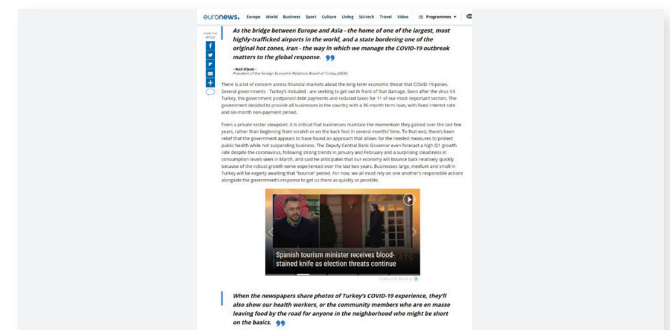 euronews.
Europe World Business Sport Culture Living Sci-tech Travel Video Programmes
As the bridge between Europe and Asia - the home of one of the largest, most
highly-trafficked airports in the world, and a state bordering one of the
original hot zones, Iran - the way in which we manage the COVID-19 outbreak
matters to the global response.
President of the Foreign Economic Relations Board of Turkey (DEIK)
There is a lot of concern across financial markets about the long-term economic threat that COVID-19 poses.
Several governments - Turkey's included - are seeking to get out in front of that damage. Soon after the virus hit
Turkey, the government postponed debt payments and reduced taxes for 11 of our most important sectors. The
government decided to provide all businesses in the country with a 36-month term loan, with fixed interest rate
and six-month non-payment period.
From a private sector viewpoint, it is critical that businesses maintain the momentum they gained over the last few
years, rather than beginning from scratch or on the back foot in several months' time. To that end, there's been
relief that the government appears to have found an approach that allows for the needed measures to protect
public health while not suspending business. The Deputy Central Bank Governor even forecast a high Q1 growth
rate despite the coronavirus, following strong trends in January and February and a surprising steadiness in
consumption levels seen in March, and said he anticipates that our economy will bounce back relatively quickly
because of the robust growth we've experienced over the last two years. Businesses large, medium and small in
Turkey will be eagerly awaiting that "bounce" period. For now, we all must rely on one another's responsible actions
alongside the government's response to get us there as quickly as possible.
Spanish tourism minister receives blood-
stained knife as election threats continue
When the newspapers share photos of Turkey's COVID-19 experience, they'll
also show our health workers, or the community members who are en masse
leaving food by the road for anyone in the neighborhood who might be short
on the basics.